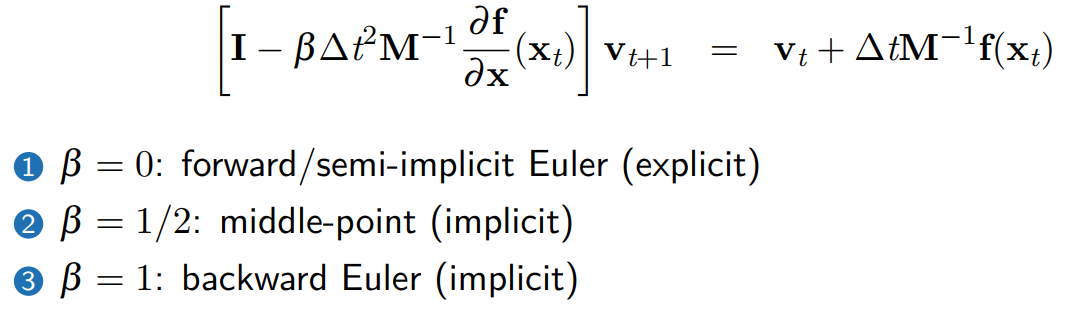 [I − βΔt²M⁻¹ ∂f/∂x (xₜ)] vₜ₊₁ = vₜ + ΔtM⁻¹f(xₜ)
1 β = 0: forward/semi-implicit Euler (explicit)
2 β = 1/2: middle-point (implicit)
3 β = 1: backward Euler (implicit)